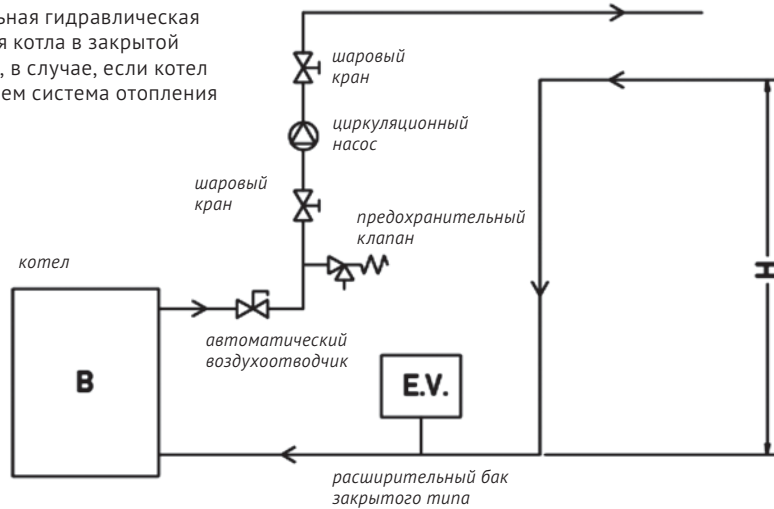 ьная гидравлическая
я котла в закрытой
, в случае, если котел
ем система отопления
шаровый
кран
циркуляционный
насос
шаровый
кран
предохранительный
клапан
котел
H
автоматический
воздухоотводчик
B
E.V.
расширительный бак
закрытого типа